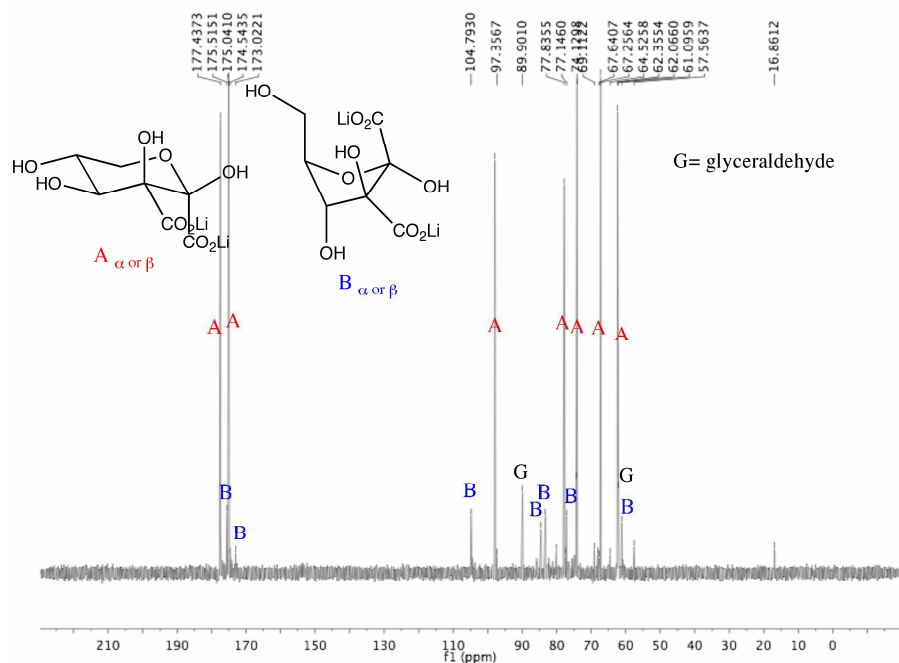 177.4373
175.5151
175.0410
174.5435
173.0221
104.7930
97.3567
89.9010
77.8355
77.1460
67.6407
67.2564
64.5258
62.3554
62.0660
61.0959
57.5637
16.8612
HO
LiO₂C
OH
O
HO
HO
OH
CO₂Li
CO₂Li
HO
O
OH
CO₂Li
OH
G= glyceraldehyde
A α or β
B α or β
A
A
A
A
A
A
A
B
B
B
G
B
B
B
G
B
210
190
170
150
130
110
90
80
70
60
50
40
30
20
10
0
f1 (ppm)